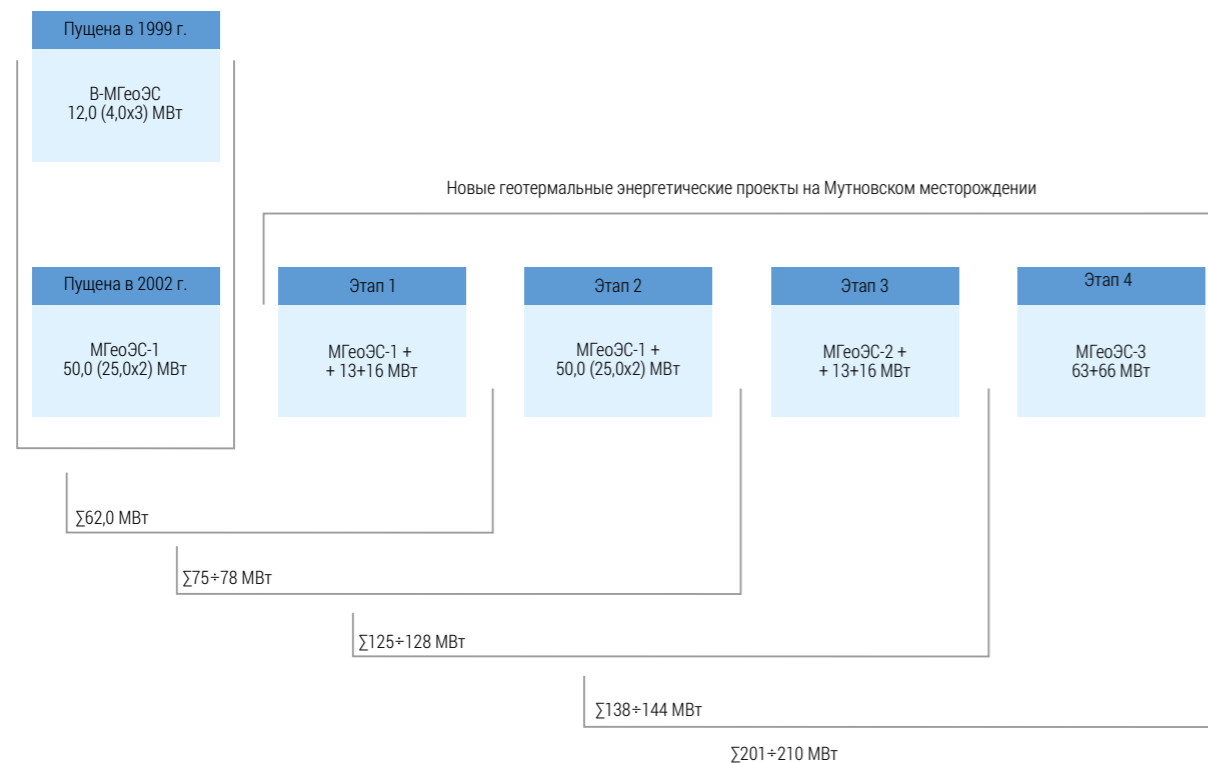 Пущена в 1999 г.
В-МГеоЭС
12,0 (4,0х3) МВт
Новые геотермальные энергетические проекты на Мутновском месторождении
Пущена в 2002 г.
МГеоЭС-1
50,0 (25,0х2) МВт
Этап 1
МГеоЭС-1 +
+ 13+16 МВт
Этап 2
МГеоЭС-1 +
50,0 (25,0х2) МВт
Этап 3
МГеоЭС-2 +
+ 13+16 МВт
Этап 4
МГеоЭС-3
63+66 МВт
∑62,0 МВт
∑75÷78 МВт
∑125÷128 МВт
∑138÷144 МВт
∑201÷210 МВт